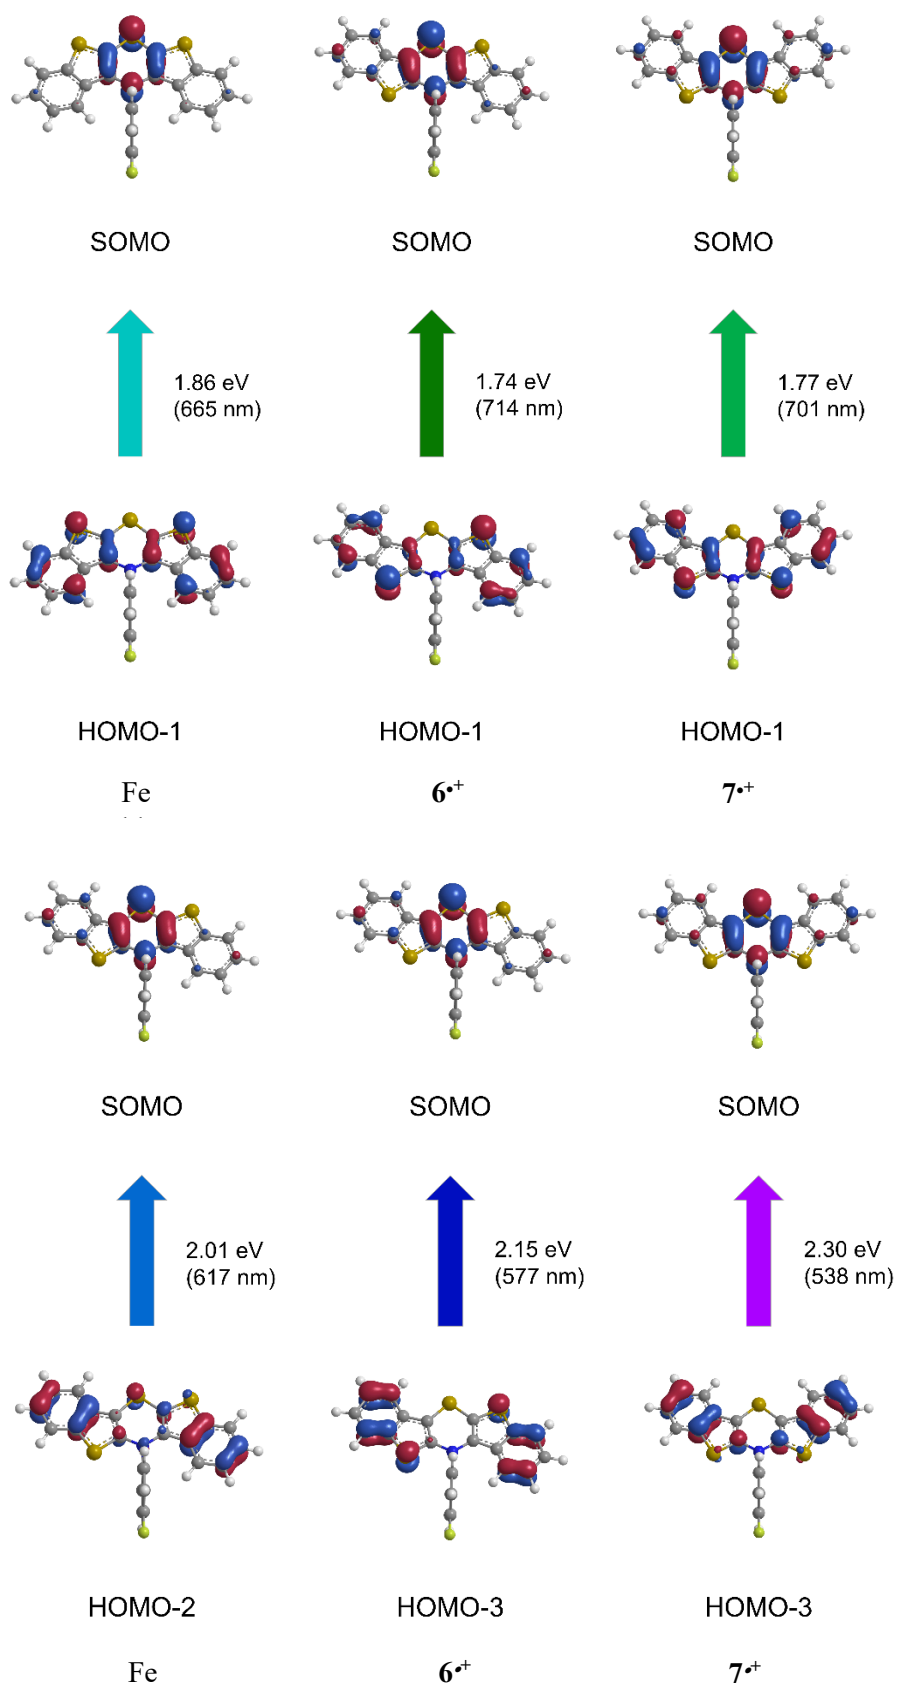 SOMO SOMO SOMO
1.86 eV 1.74 eV 1.77 eV
(665 nm) (714 nm) (701 nm)
HOMO-1 HOMO-1 HOMO-1
Fe 6•+ 7•+
SOMO SOMO SOMO
2.01 eV 2.15 eV 2.30 eV
(617 nm) (577 nm) (538 nm)
HOMO-2 HOMO-3 HOMO-3
Fe 6•+ 7•+